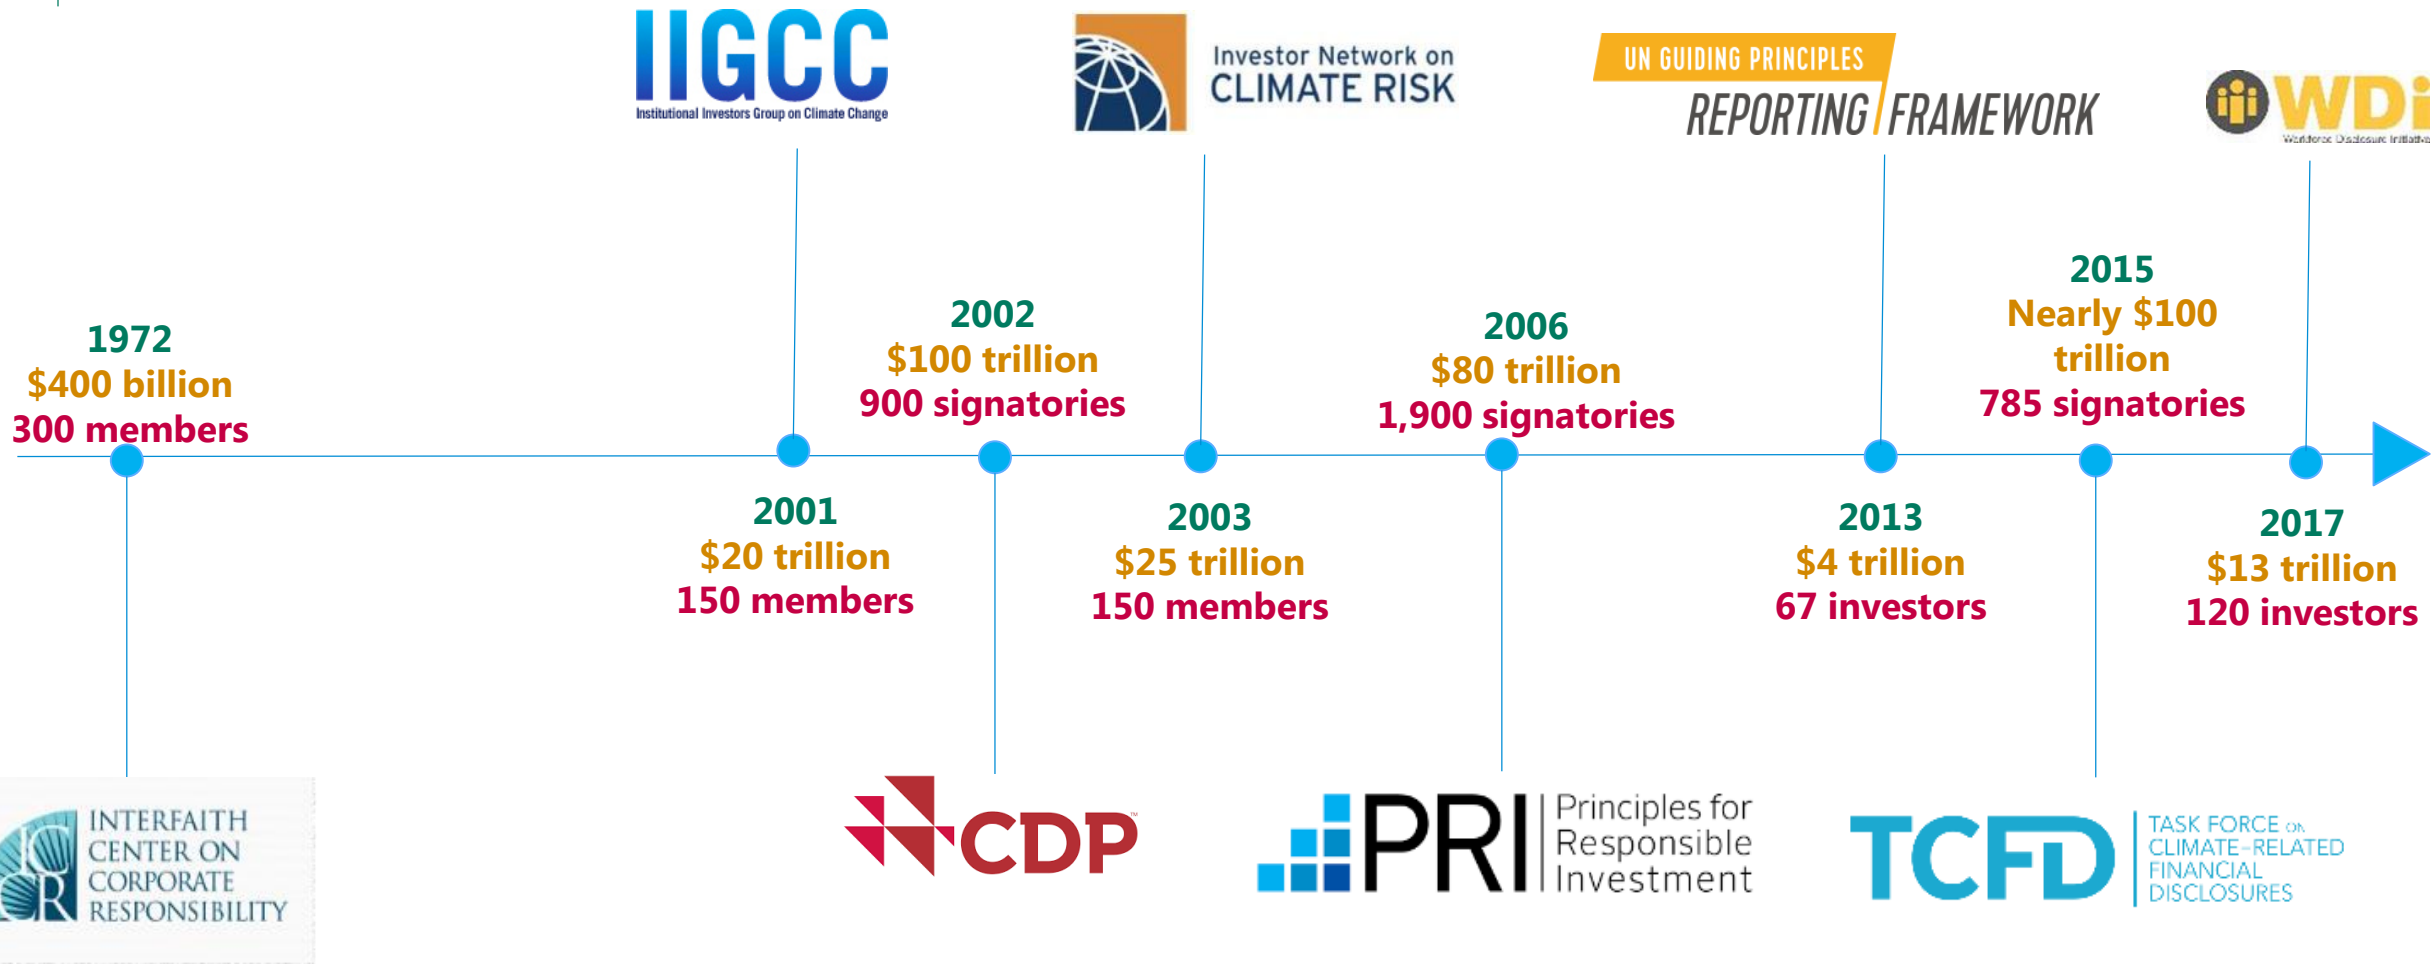 IIGCC
Institutional Investors Group on Climate Change
Investor Network on
CLIMATE RISK
UN GUIDING PRINCIPLES
REPORTING FRAMEWORK
WDi
Workforce Disclosure Initiative
1972
$400 billion
300 members
2002
$100 trillion
900 signatories
2006
$80 trillion
1,900 signatories
2015
Nearly $100
trillion
785 signatories
2001
$20 trillion
150 members
2003
$25 trillion
150 members
2013
$4 trillion
67 investors
2017
$13 trillion
120 investors
ICCR
INTERFAITH
CENTER ON
CORPORATE
RESPONSIBILITY
CDP
PRI
Principles for
Responsible
Investment
TCFD
TASK FORCE ON
CLIMATE-RELATED
FINANCIAL
DISCLOSURES